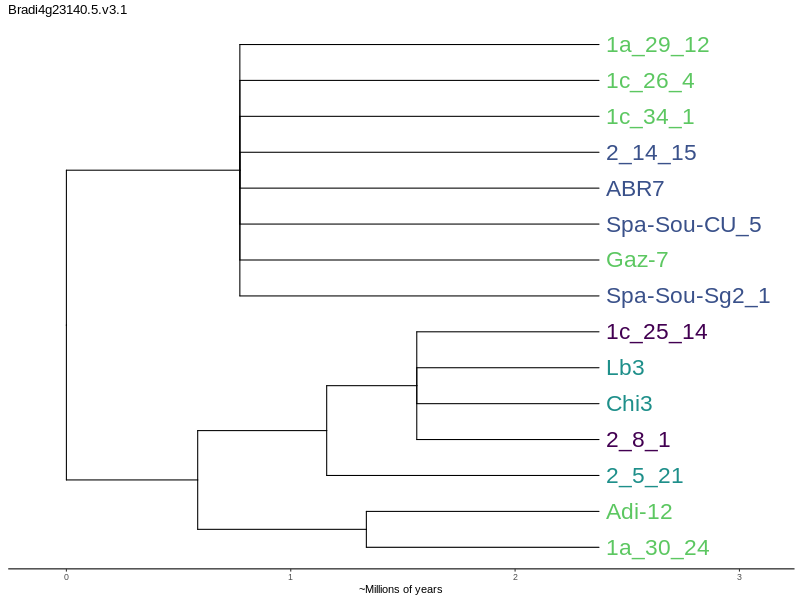 Bradi4g23140.5.v3.1
1a_29_12
1c_26_4
1c_34_1
2_14_15
ABR7
Spa-Sou-CU_5
Gaz-7
Spa-Sou-Sg2_1
1c_25_14
Lb3
Chi3
2_8_1
2_5_21
Adi-12
1a_30_24
0 1 2 3
~Millions of years